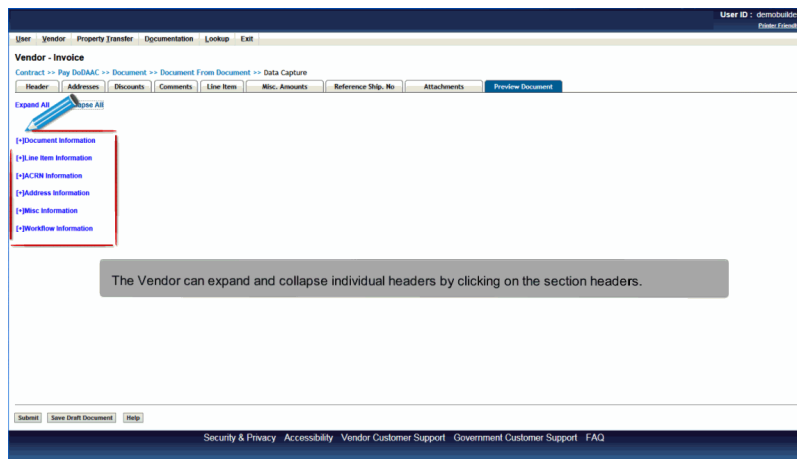 User ID : demobuilde
Printer Friendl
User Vendor Property Transfer Documentation Lookup Exit
Vendor - Invoice
Contract >> Pay DoDAAC >> Document >> Document From Document >> Data Capture
Header Addresses Discounts Comments Line Item Misc. Amounts Reference Ship. No Attachments Preview Document
Expand All lapse All
[+]Document Information
[+]Line Item Information
[+]ACRN Information
[+]Address Information
[+]Misc Information
[+]Workflow Information
The Vendor can expand and collapse individual headers by clicking on the section headers.
Submit Save Draft Document Help
Security & Privacy Accessibility Vendor Customer Support Government Customer Support FAQ